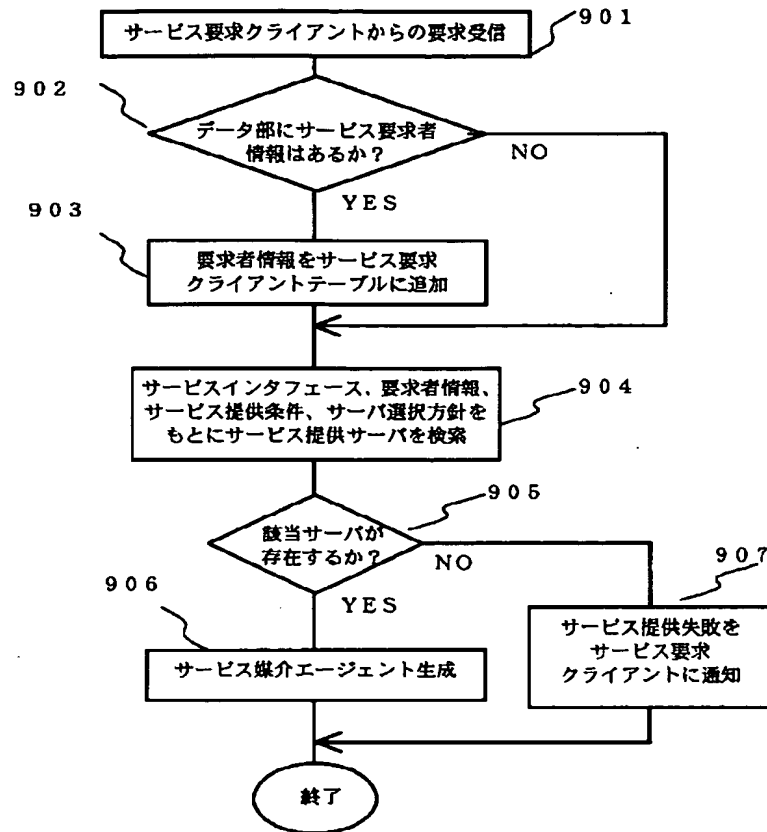 サービス要求クライアントからの要求受信
901
902
データ部にサービス要求者
情報はあるか？
NO
YES
903
要求者情報をサービス要求
クライアントテーブルに追加
サービスインタフェース、要求者情報、
サービス提供条件、サーバ選択方針を
もとにサービス提供サーバを検索
904
905
該当サーバが
存在するか？
NO
YES
906
907
サービス媒介エージェント生成
サービス提供失敗を
サービス要求
クライアントに通知
終了